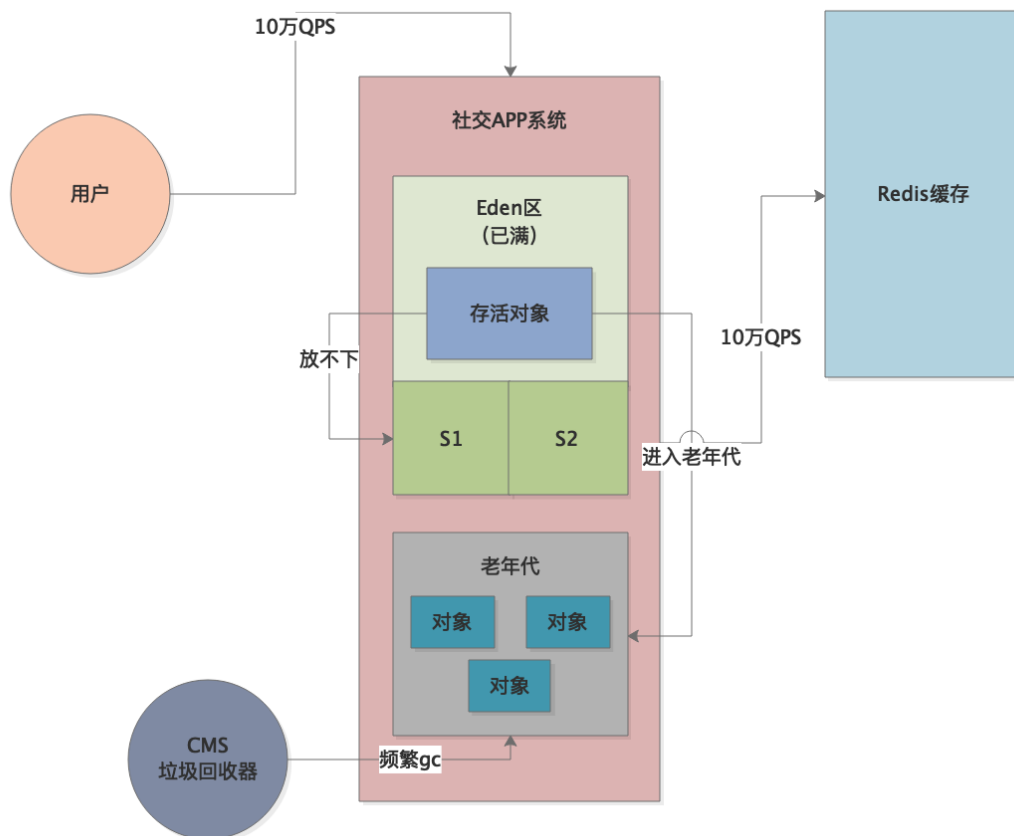 10万QPS
社交APP系统
用户
Redis缓存
Eden区
（已满）
存活对象
放不下
10万QPS
S1
S2
进入老年代
老年代
对象
对象
对象
CMS
垃圾回收器
频繁gc